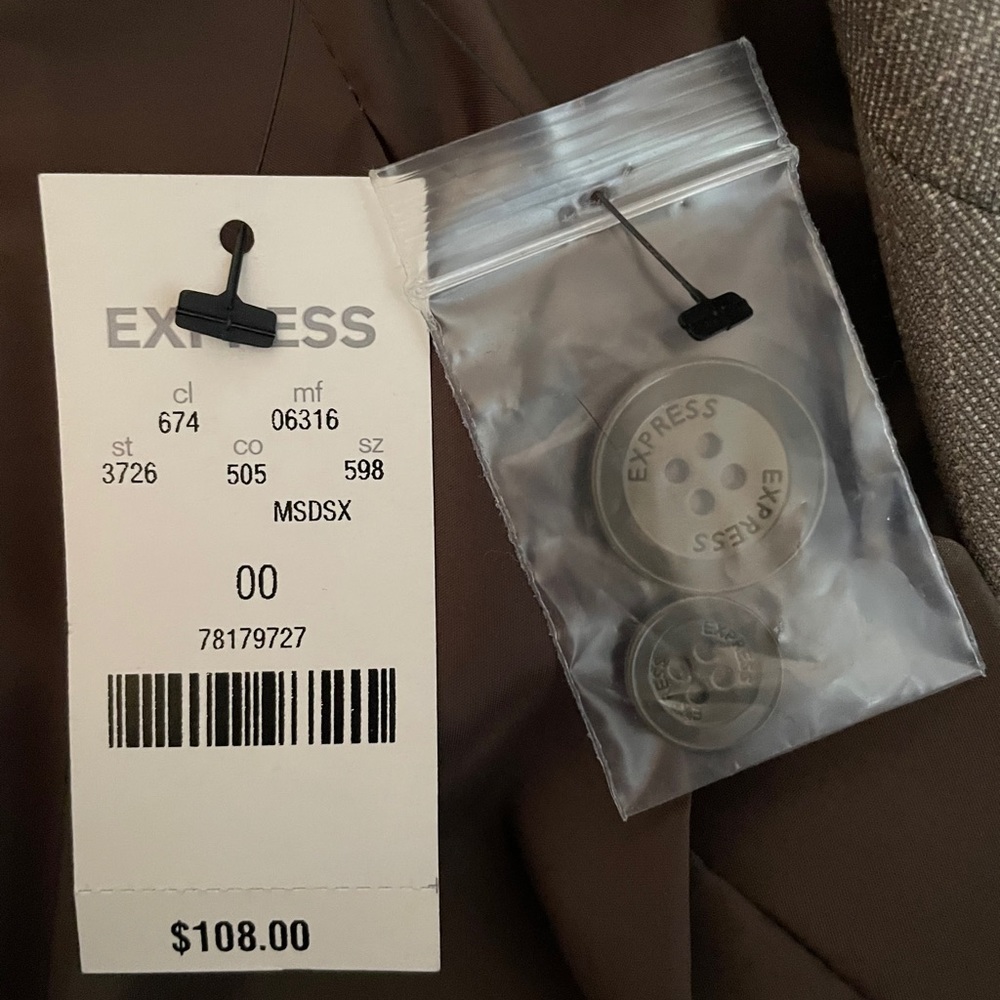 EXPRESS
cl mf
674 06316
st co sz
3726 505 598
MSDSX
00
78179727
$108.00
EXPRESS
EXPRESS
EXPRESS
EXPRESS